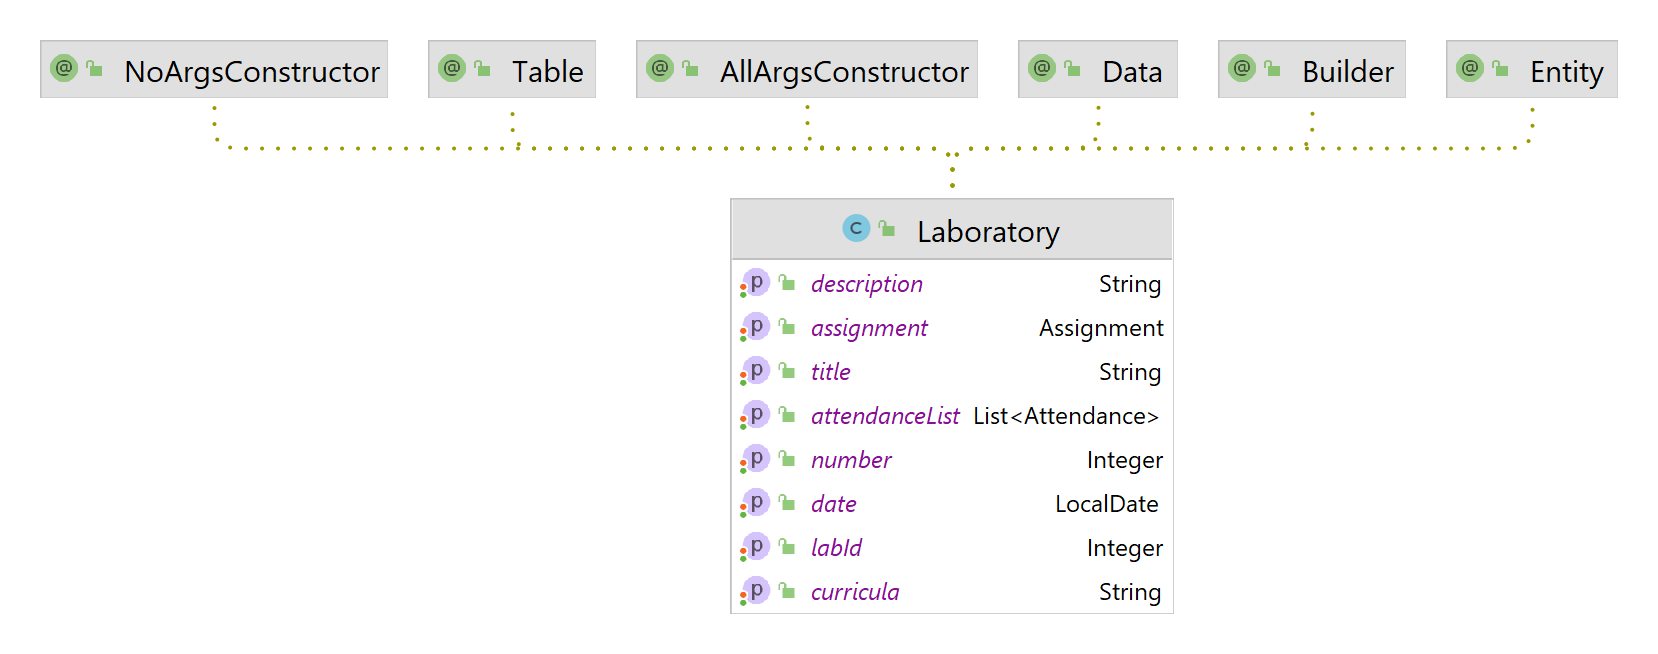 @ NoArgsConstructor
@ Table
@ AllArgsConstructor
@ Data
@ Builder
@ Entity
C Laboratory
p description String
p assignment Assignment
p title String
p attendanceList List<Attendance>
p number Integer
p date LocalDate
p labId Integer
p curricula String